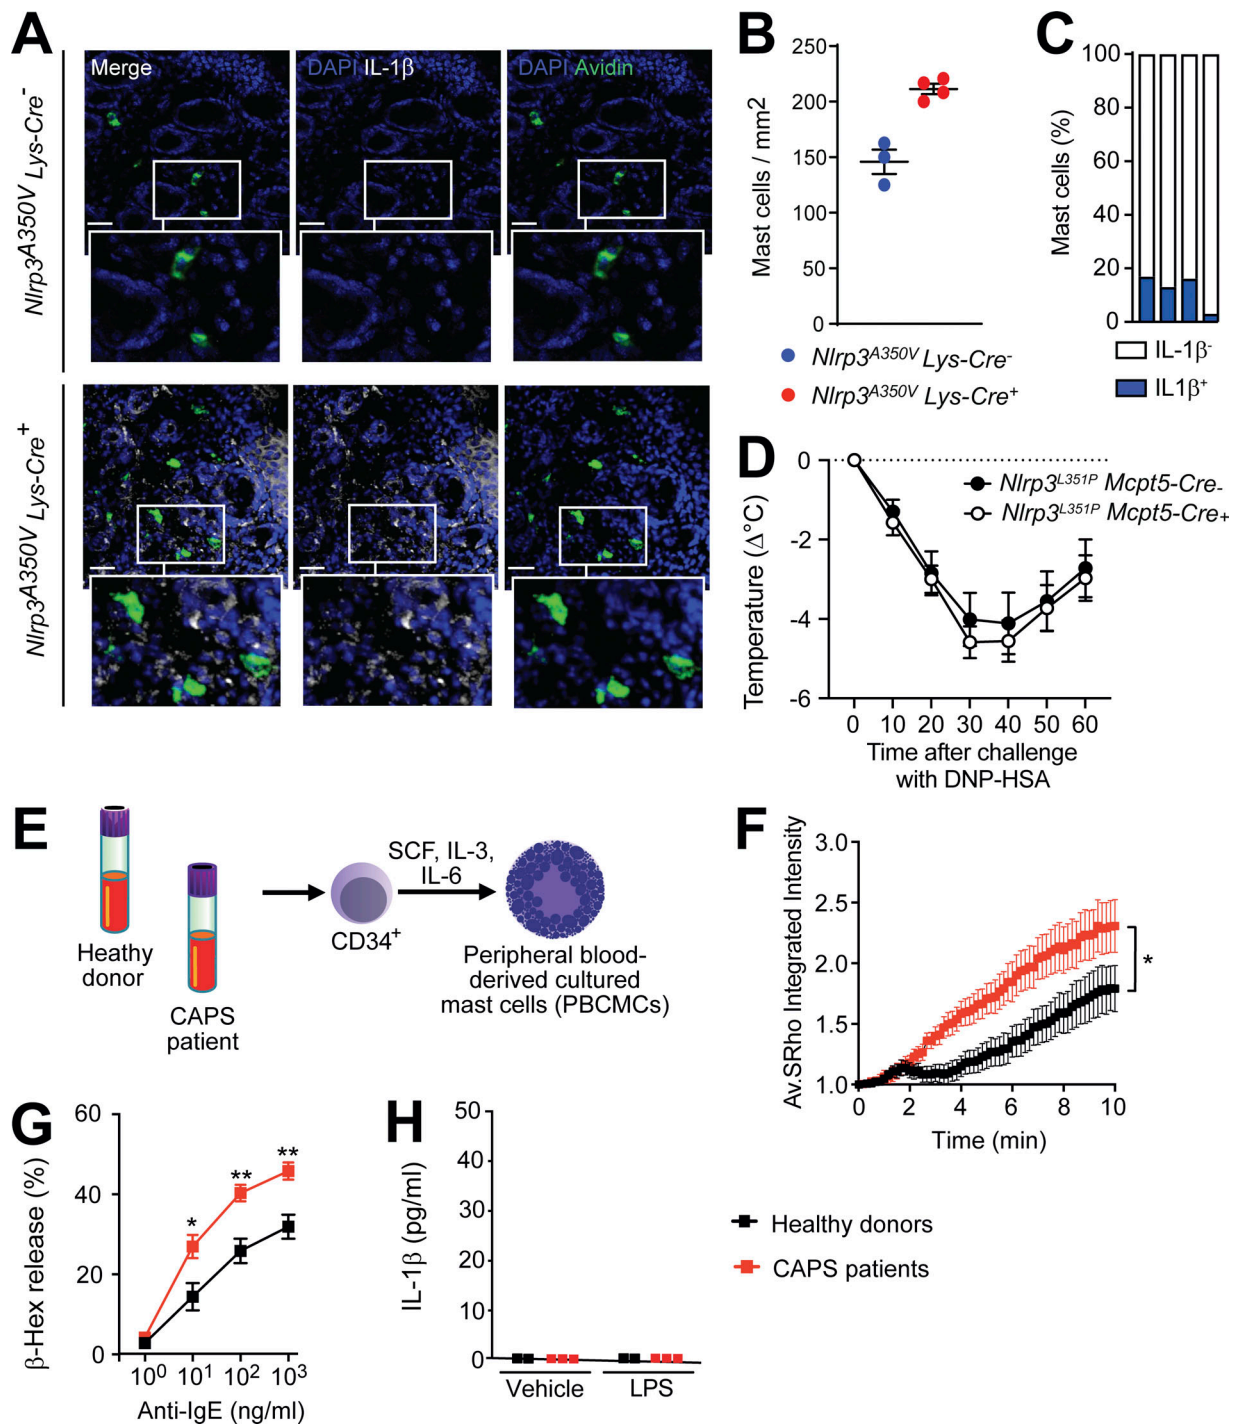 A
Nlrp3A350V Lys-Cre-
Merge
DAPI IL-1β
DAPI Avidin
Nlrp3A350V Lys-Cre+
B
Mast cells / mm2
250
200
150
200
50
0
Nlrp3A350V Lys-Cre-
Nlrp3A350V Lys-Cre+
C
Mast cells (%)
100
80
60
40
20
0
IL-1β-
IL1β+
D
Temperature (Δ°C)
0
-2
-4
-6
Nlrp3L351P Mcpt5-Cre-
Nlrp3L351P Mcpt5-Cre+
0 10 20 30 40 50 60
Time after challenge
with DNP-HSA
E
Heathy
donor
CAPS
patient
CD34+
SCF, IL-3,
IL-6
Peripheral blood-
derived cultured
mast cells (PBCMCs)
F
Av.SRho Integrated Intensity
3.0
2.5
2.0
1.5
1.0
*
0 2 4 6 8 10
Time (min)
G
β-Hex release (%)
60
40
20
0
*
**
**
100 101 102 103
Anti-IgE (ng/ml)
H
IL-1β (pg/ml)
50
40
30
20
10
0
Vehicle LPS
Healthy donors
CAPS patients